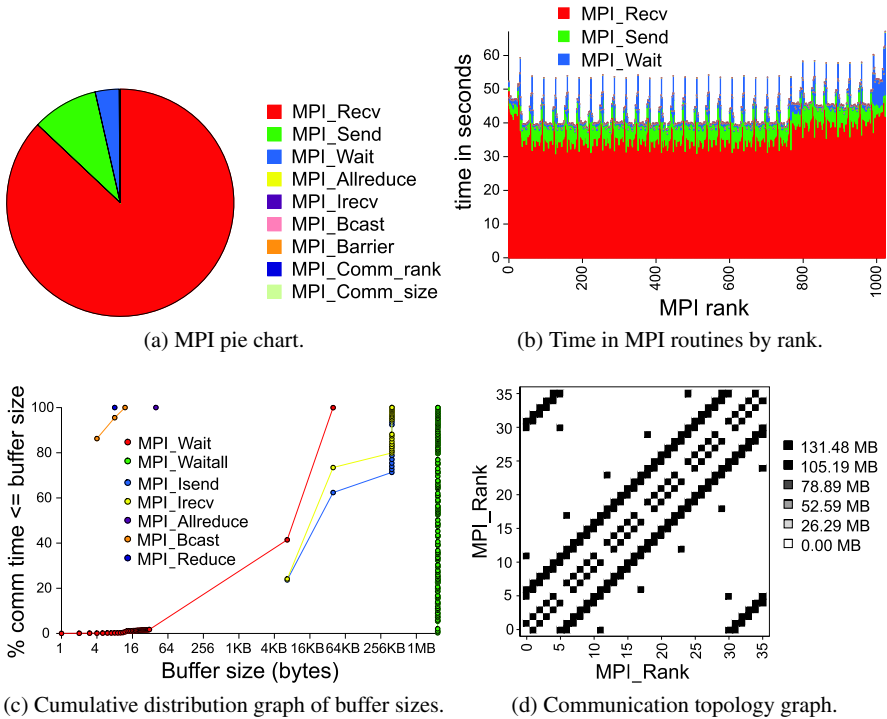 MPI_Recv
MPI_Send
MPI_Wait
MPI_Allreduce
MPI_Irecv
MPI_Bcast
MPI_Barrier
MPI_Comm_rank
MPI_Comm_size
(a) MPI pie chart.
MPI_Recv
MPI_Send
MPI_Wait
time in seconds
60
50
40
30
20
10
0
0 200 400 600 800 1000
MPI rank
(b) Time in MPI routines by rank.
% comm time <= buffer size
100
80
60
40
20
0
MPI_Wait
MPI_Waitall
MPI_Isend
MPI_Irecv
MPI_Allreduce
MPI_Bcast
MPI_Reduce
1 4 16 64 256 1KB 4KB 16KB 64KB 256KB 1MB
Buffer size (bytes)
(c) Cumulative distribution graph of buffer sizes.
MPI_Rank
35
30
25
20
15
10
5
0
0 5 10 15 20 25 30 35
MPI_Rank
131.48 MB
105.19 MB
78.89 MB
52.59 MB
26.29 MB
0.00 MB
(d) Communication topology graph.